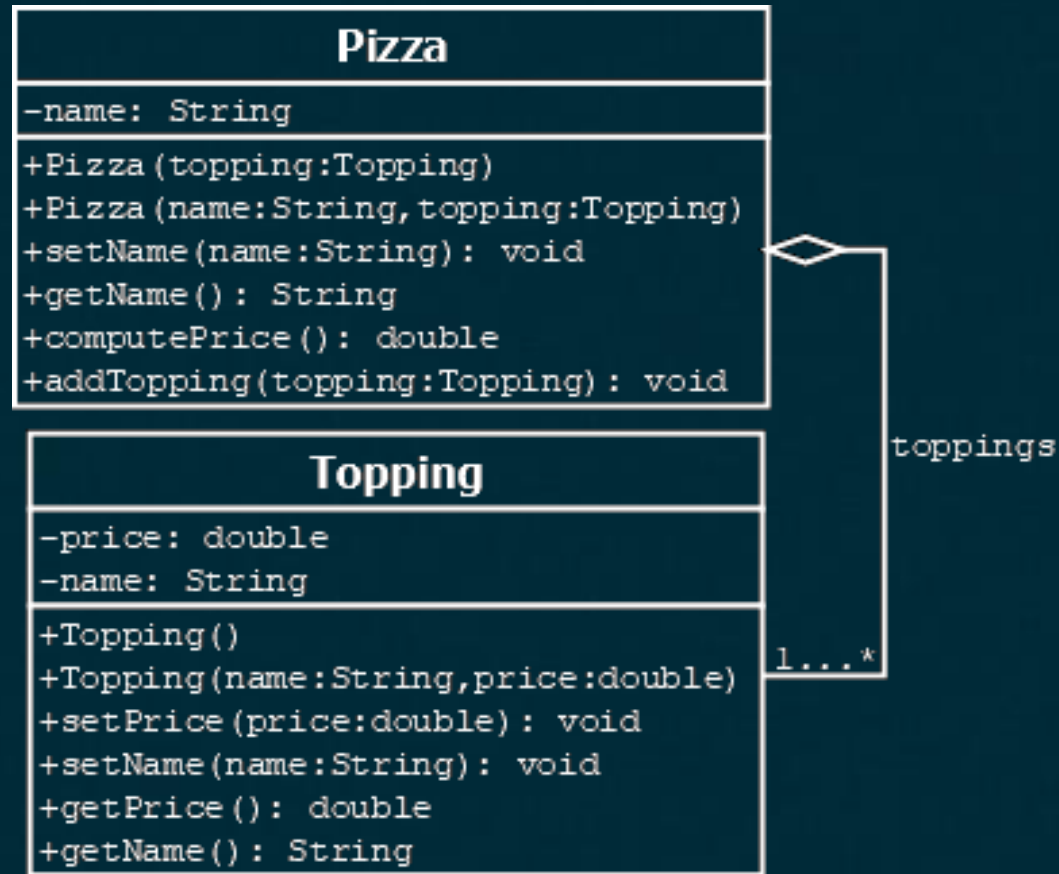 Pizza
-name: String
+Pizza(topping:Topping)
+Pizza(name:String,topping:Topping)
+setName(name:String): void
+getName(): String
+computePrice(): double
+addTopping(topping:Topping): void
toppings
Topping
-price: double
-name: String
+Topping()
+Topping(name:String,price:double)
1...*
+setPrice(price:double): void
+setName(name:String): void
+getPrice(): double
+getName(): String